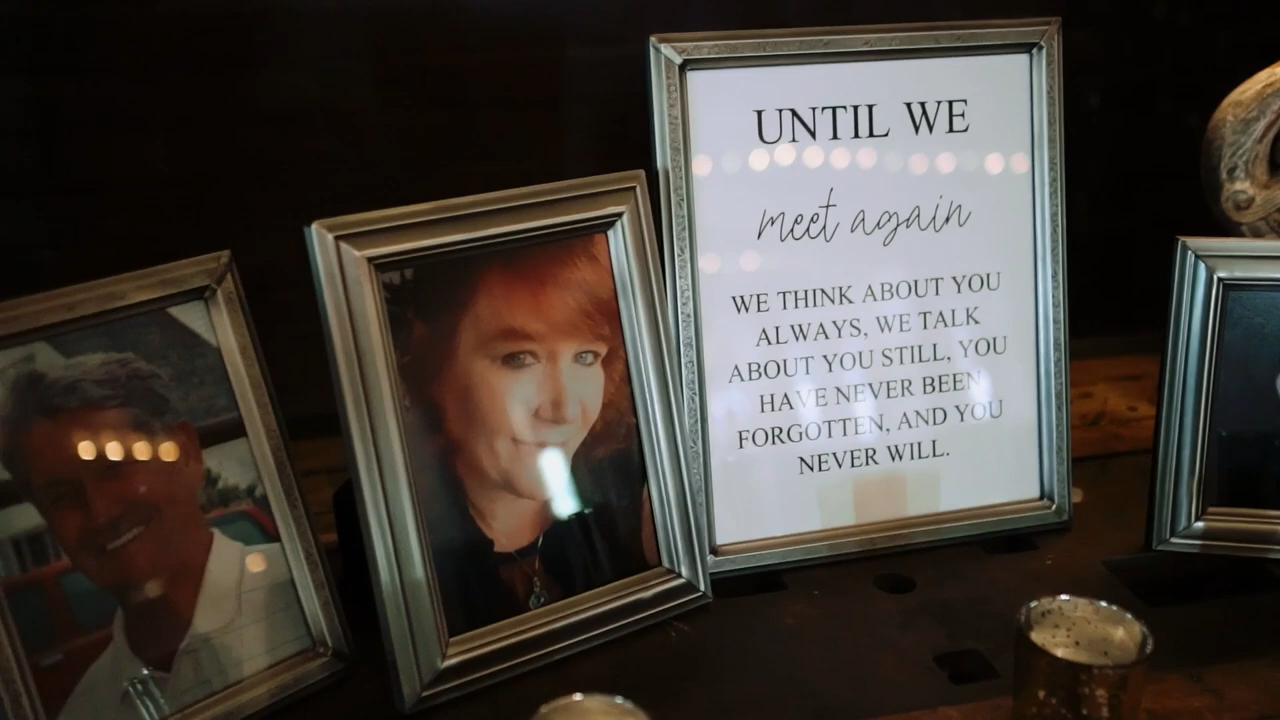 UNTIL WE
meet again
WE THINK ABOUT YOU
ALWAYS, WE TALK
ABOUT YOU STILL, YOU
HAVE NEVER BEEN
FORGOTTEN, AND YOU
NEVER WILL.